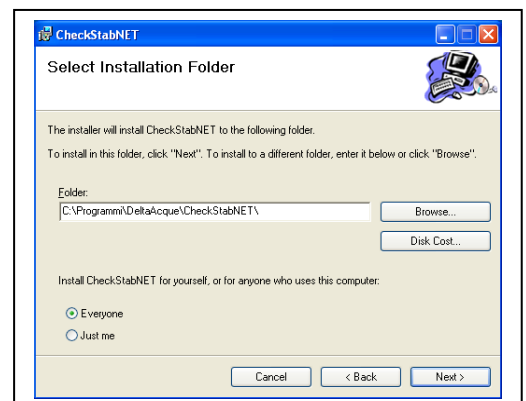 CheckStabNET
Select Installation Folder
The installer will install CheckStabNET to the following folder.
To install in this folder, click "Next". To install to a different folder, enter it below or click "Browse".
Folder:
C:\Programmi\DeltaAcque\CheckStabNET\
Browse...
Disk Cost...
Install CheckStabNET for yourself, or for anyone who uses this computer:
Everyone
Just me
Cancel
< Back
Next >